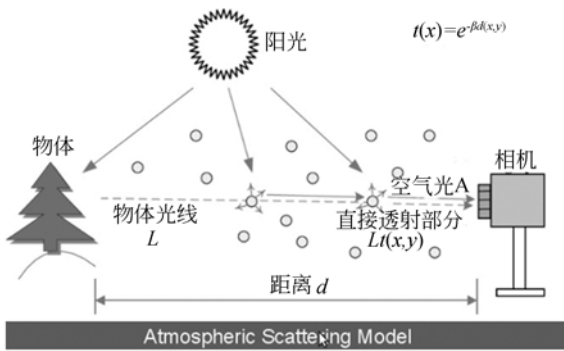 阳光
t(x)=e^{-βd(x,y)}
物体
相机
空气光A
物体光线
L
直接透射部分
Lt(x,y)
距离 d
Atmospheric Scattering Model